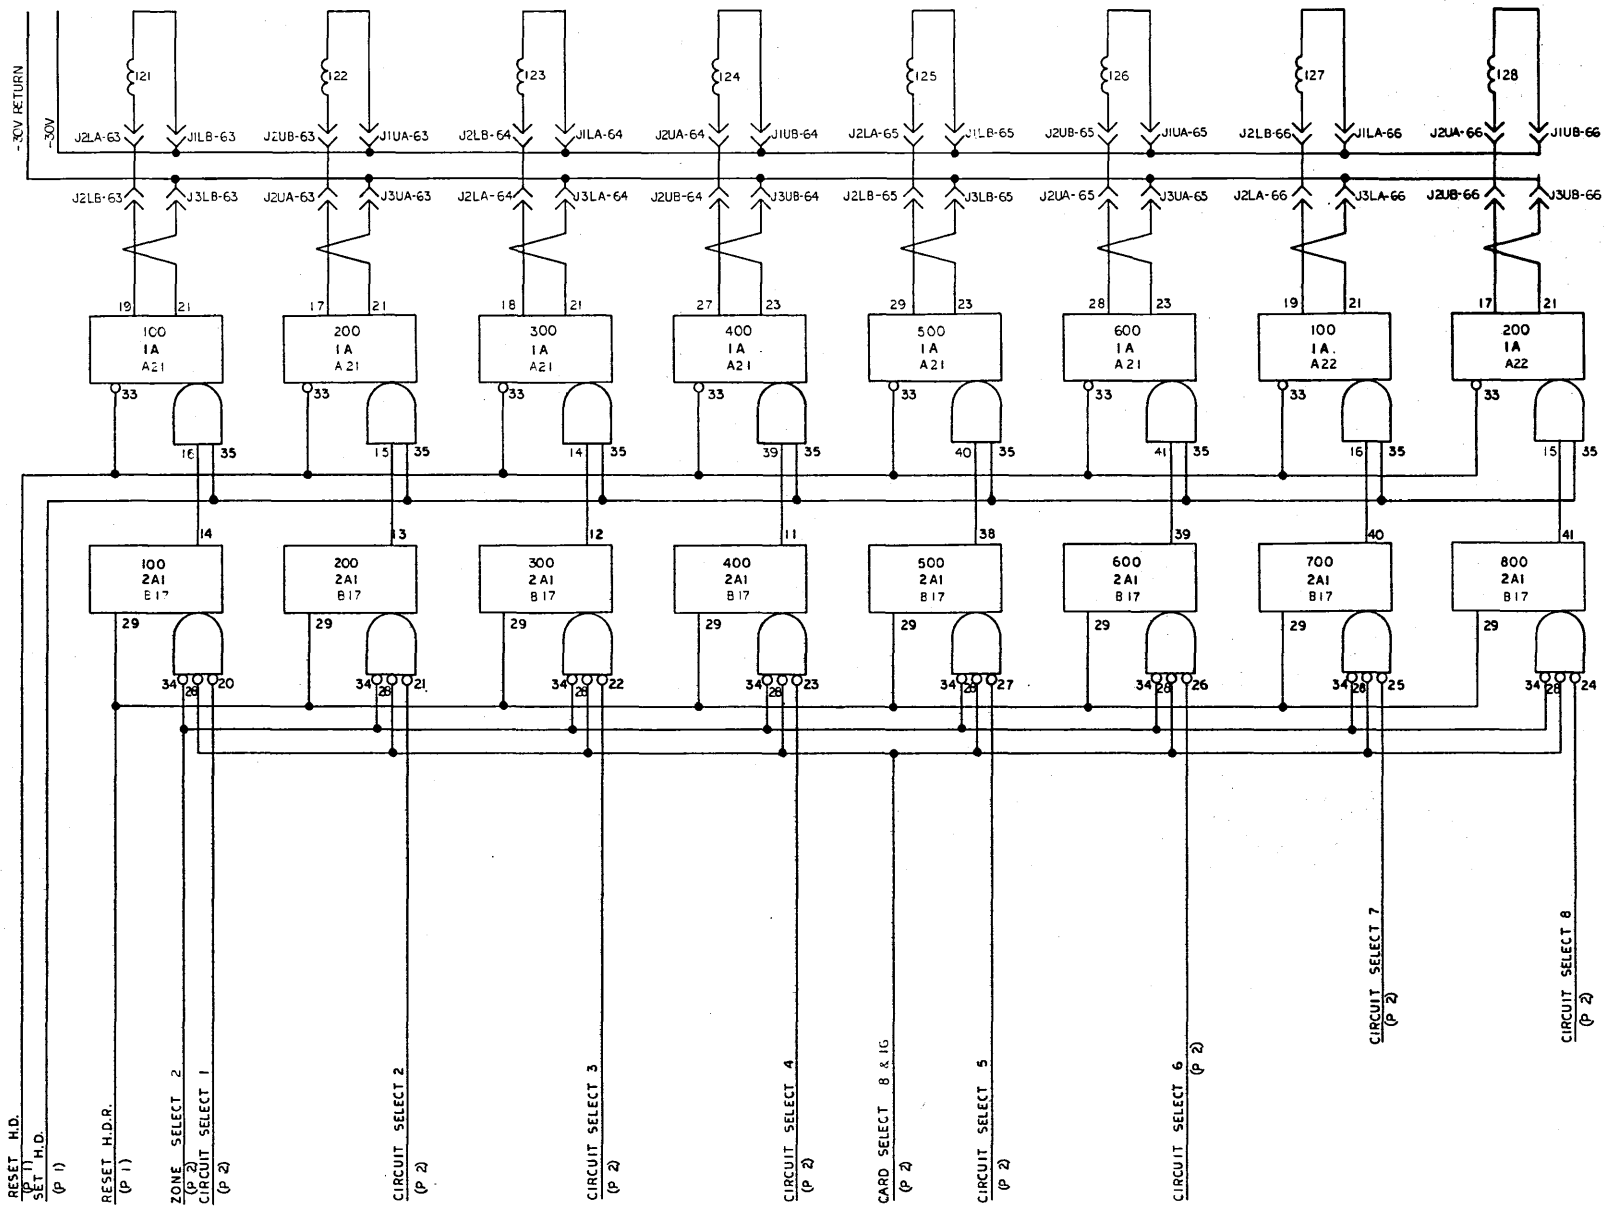 -30V RETURN
-30V
121 122 123 124 125 126 127 128
J2LA-63 J1LB-63 J2UB-63 J1UA-63 J2LB-64 J1LA-64 J2UA-64 J1UB-64 J2LA-65 J1LB-65 J2UB-65 J1UA-65 J2LB-66 J1LA-66 J2UA-66 J1UB-66
J2LB-63 J3LB-63 J2UA-63 J3UA-63 J2LA-64 J3LA-64 J2UB-64 J3UB-64 J2LB-65 J3LB-65 J2UA-65 J3UA-65 J2LA-66 J3LA-66 J2UB-66 J3UB-66
19 21 17 21 18 21 27 23 29 23 28 23 19 21 17 21
100 200 300 400 500 600 100 200
1A 1A 1A 1A 1A 1A 1A. 1A
A21 A21 A21 A21 A21 A21 A22 A22
33 33 33 33 33 33 33 33
16 35 15 35 14 35 39 35 40 35 41 35 16 35 15 35
14 13 12 11 38 39 40 41
100 200 300 400 500 600 700 800
2A1 2A1 2A1 2A1 2A1 2A1 2A1 2A1
B17 B17 B17 B17 B17 B17 B17 B17
29 29 29 29 29 29 29 29
34 28 20 34 28 21 34 28 22 34 28 23 34 28 27 34 28 26 34 28 25 34 28 24
RESET H.D.
(P 1)
SET H.D.
(P 1)
RESET H.D.R.
(P 1)
ZONE SELECT 2
(P 2)
CIRCUIT SELECT 1
(P 2)
CIRCUIT SELECT 2
(P 2)
CIRCUIT SELECT 3
(P 2)
CIRCUIT SELECT 4
(P 2)
CARD SELECT 8 & 16
(P 2)
CIRCUIT SELECT 5
(P 2)
CIRCUIT SELECT 6
(P 2)
CIRCUIT SELECT 7
(P 2)
CIRCUIT SELECT 8
(P 2)